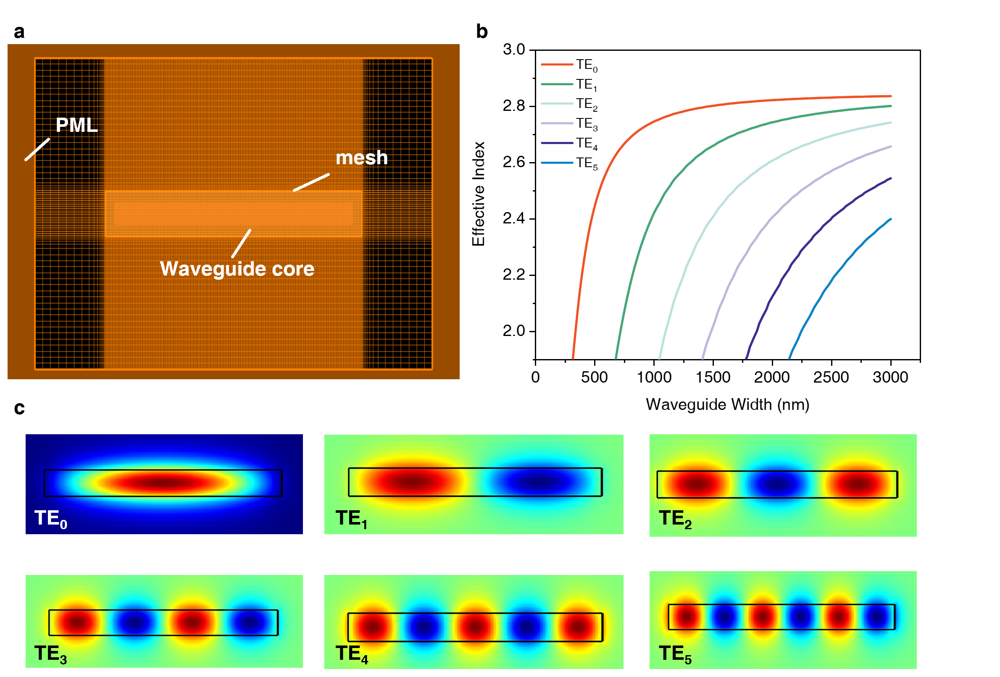 a
PML
mesh
Waveguide core
b
3.0
2.8
2.6
2.4
2.2
2.0
Effective Index
TE0
TE1
TE2
TE3
TE4
TE5
0 500 1000 1500 2000 2500 3000
Waveguide Width (nm)
c
TE0
TE1
TE2
TE3
TE4
TE5